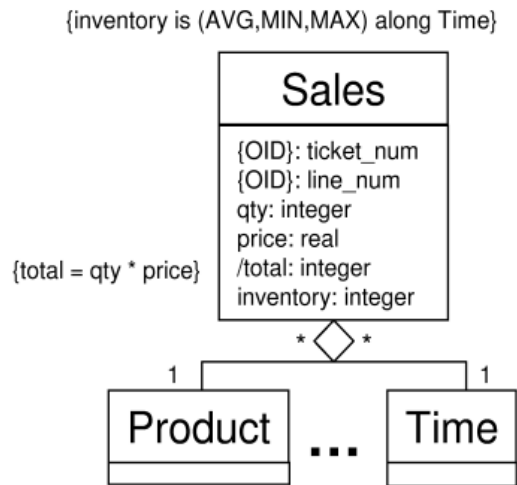 {inventory is (AVG,MIN,MAX) along Time}
Sales
{OID}: ticket_num
{OID}: line_num
qty: integer
price: real
{total = qty * price}
/total: integer
inventory: integer
* *
1 1
Product ... Time